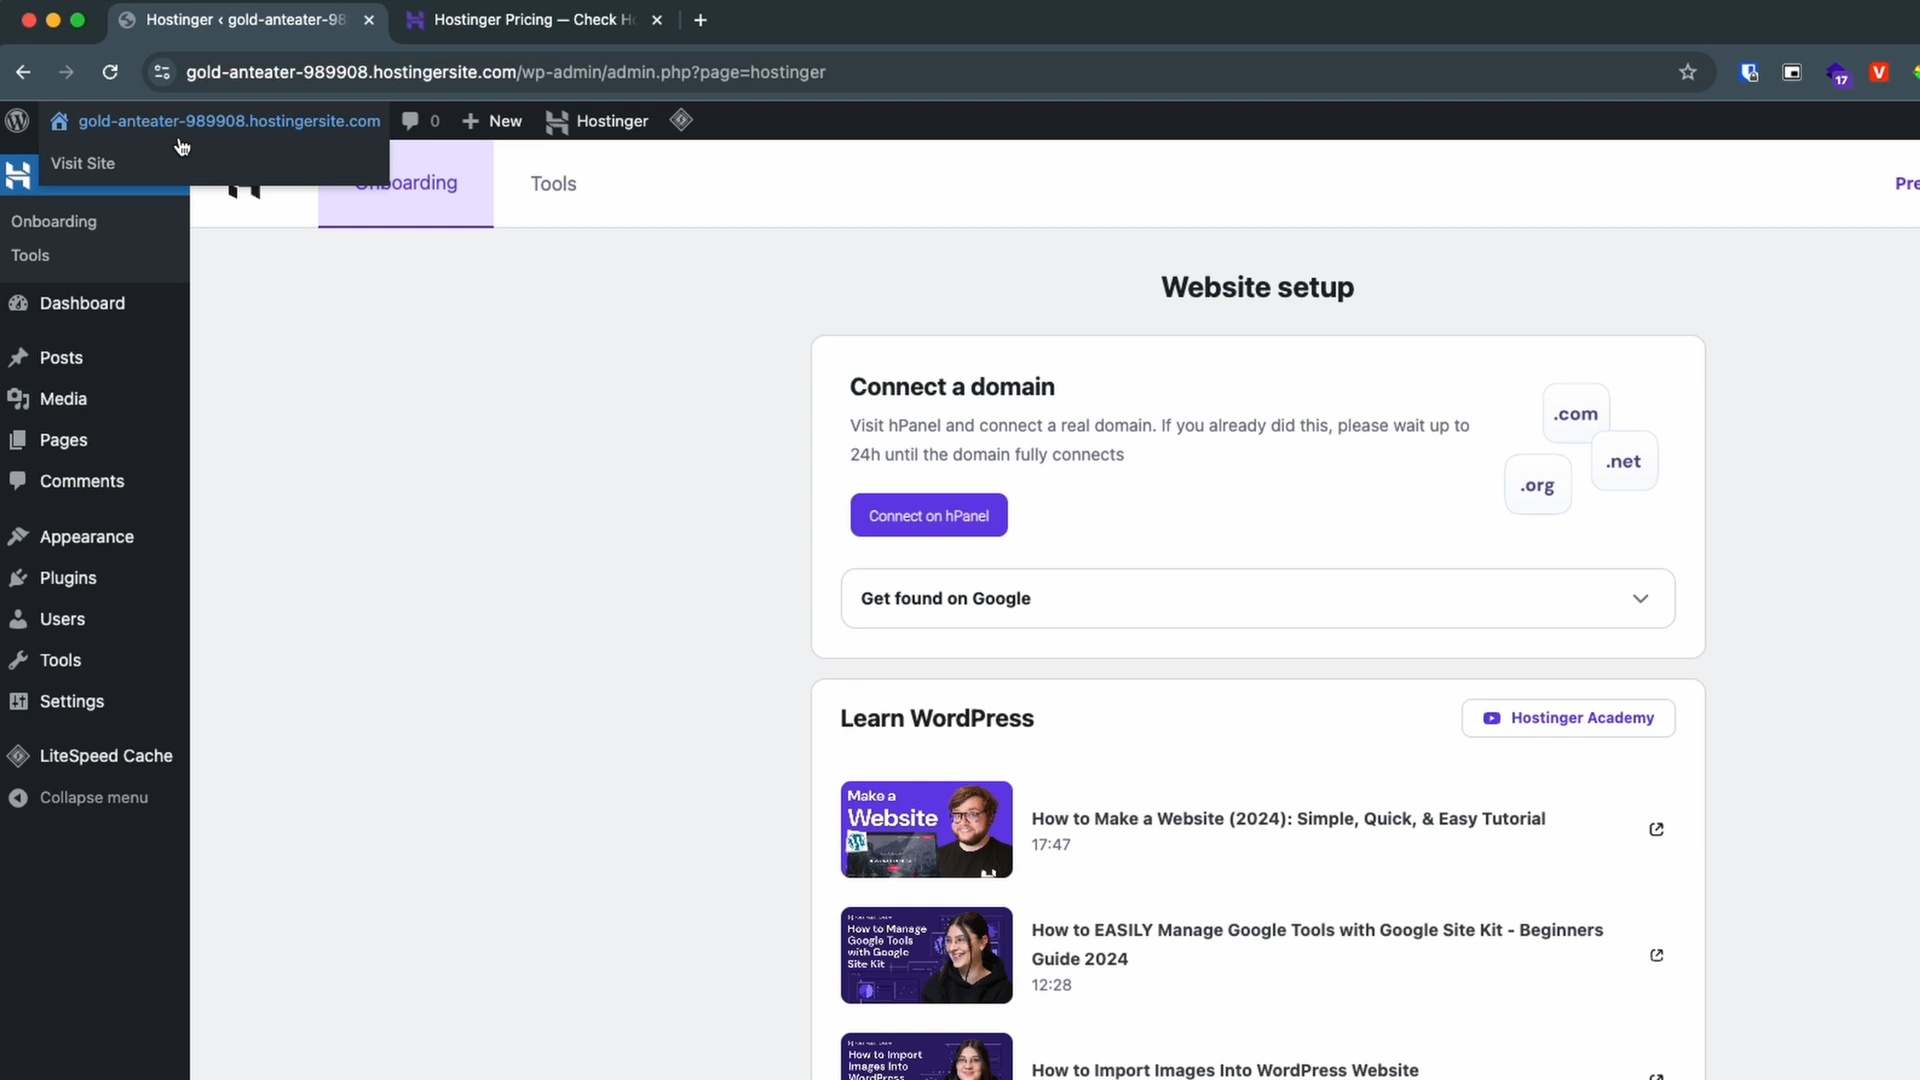 Hostinger ‹ gold-anteater-98
Hostinger Pricing — Check Ho
gold-anteater-989908.hostingersite.com/wp-admin/admin.php?page=hostinger
17
V
gold-anteater-989908.hostingersite.com
0
New
Hostinger
Visit Site
Onboarding
Tools
Pre
Onboarding
Tools
Dashboard
Posts
Media
Pages
Comments
Appearance
Plugins
Users
Tools
Settings
LiteSpeed Cache
Collapse menu
Website setup
Connect a domain
Visit hPanel and connect a real domain. If you already did this, please wait up to
24h until the domain fully connects
.com
.net
.org
Connect on hPanel
Get found on Google
Learn WordPress
Hostinger Academy
Make a
Website
How to Make a Website (2024): Simple, Quick, & Easy Tutorial
17:47
How to Manage
Google Tools
with Google
Site Kit
How to EASILY Manage Google Tools with Google Site Kit - Beginners
Guide 2024
12:28
How to Import
Images Into
WordPress
How to Import Images Into WordPress Website